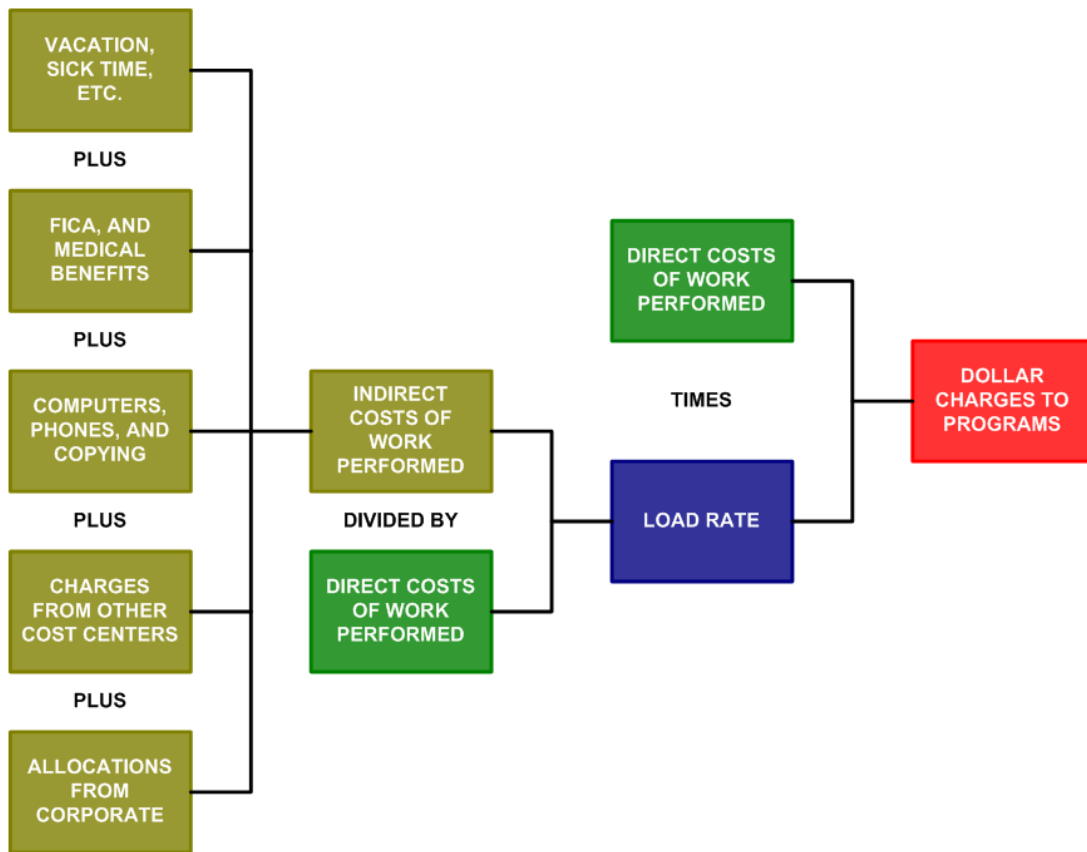 VACATION,
SICK TIME,
ETC.
PLUS
FICA, AND
MEDICAL
BENEFITS
PLUS
COMPUTERS,
PHONES, AND
COPYING
PLUS
CHARGES
FROM OTHER
COST CENTERS
PLUS
ALLOCATIONS
FROM
CORPORATE
INDIRECT
COSTS OF
WORK
PERFORMED
DIVIDED BY
DIRECT COSTS
OF WORK
PERFORMED
DIRECT COSTS
OF WORK
PERFORMED
TIMES
LOAD RATE
DOLLAR
CHARGES TO
PROGRAMS